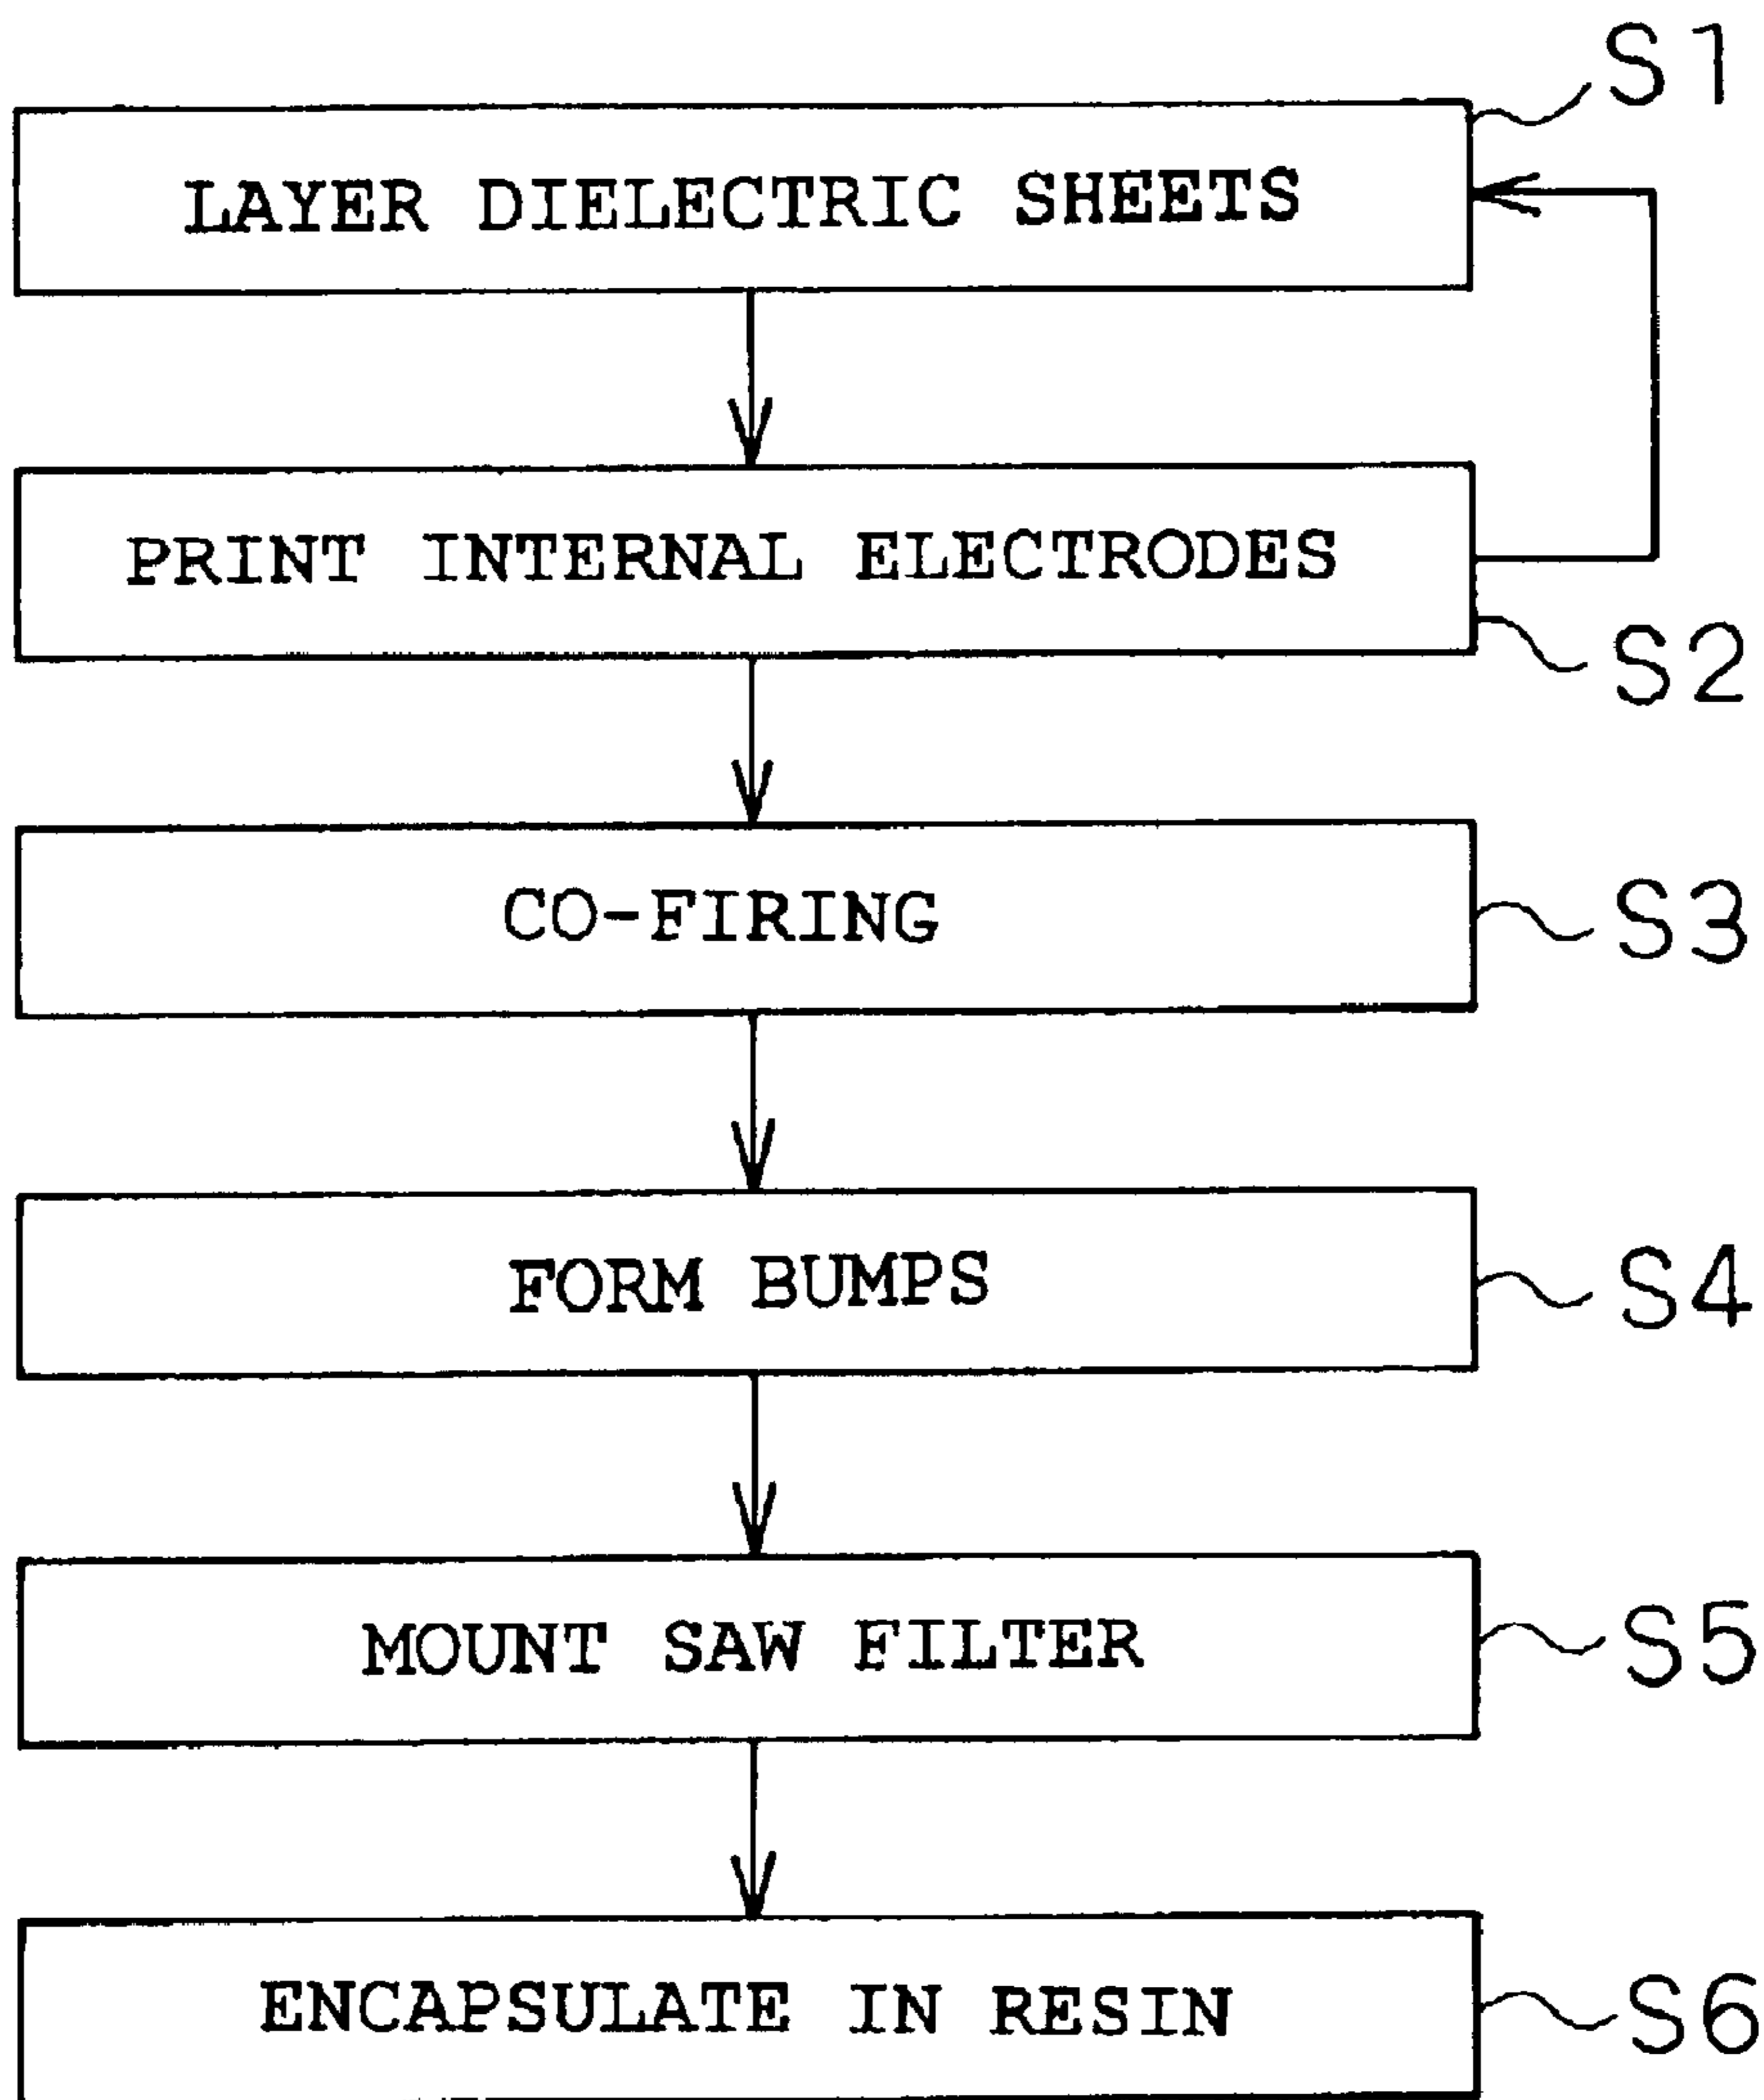 S1
LAYER DIELECTRIC SHEETS
PRINT INTERNAL ELECTRODES
S2
CO-FIRING
S3
FORM BUMPS
S4
MOUNT SAW FILTER
S5
ENCAPSULATE IN RESIN
S6